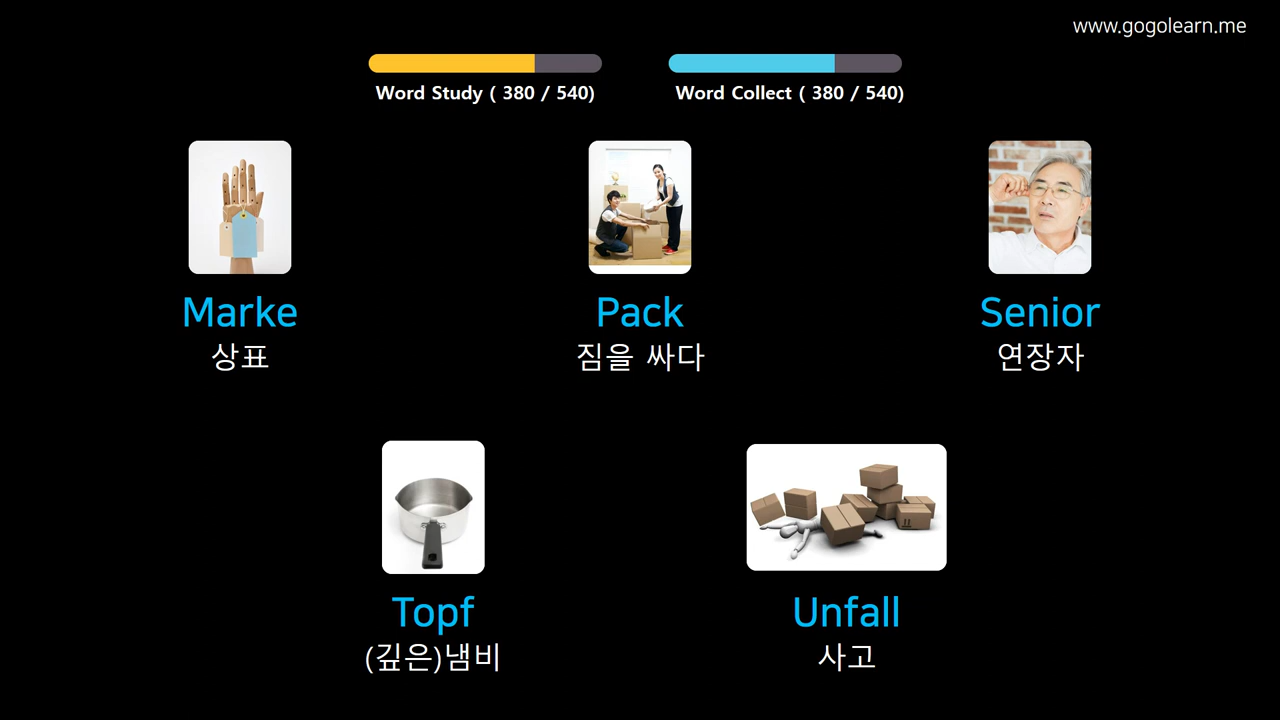 www.gogolearn.me
Word Study ( 380 / 540)
Word Collect ( 380 / 540)
Marke
상표
Pack
짐을 싸다
Senior
연장자
Topf
(깊은)냄비
Unfall
사고